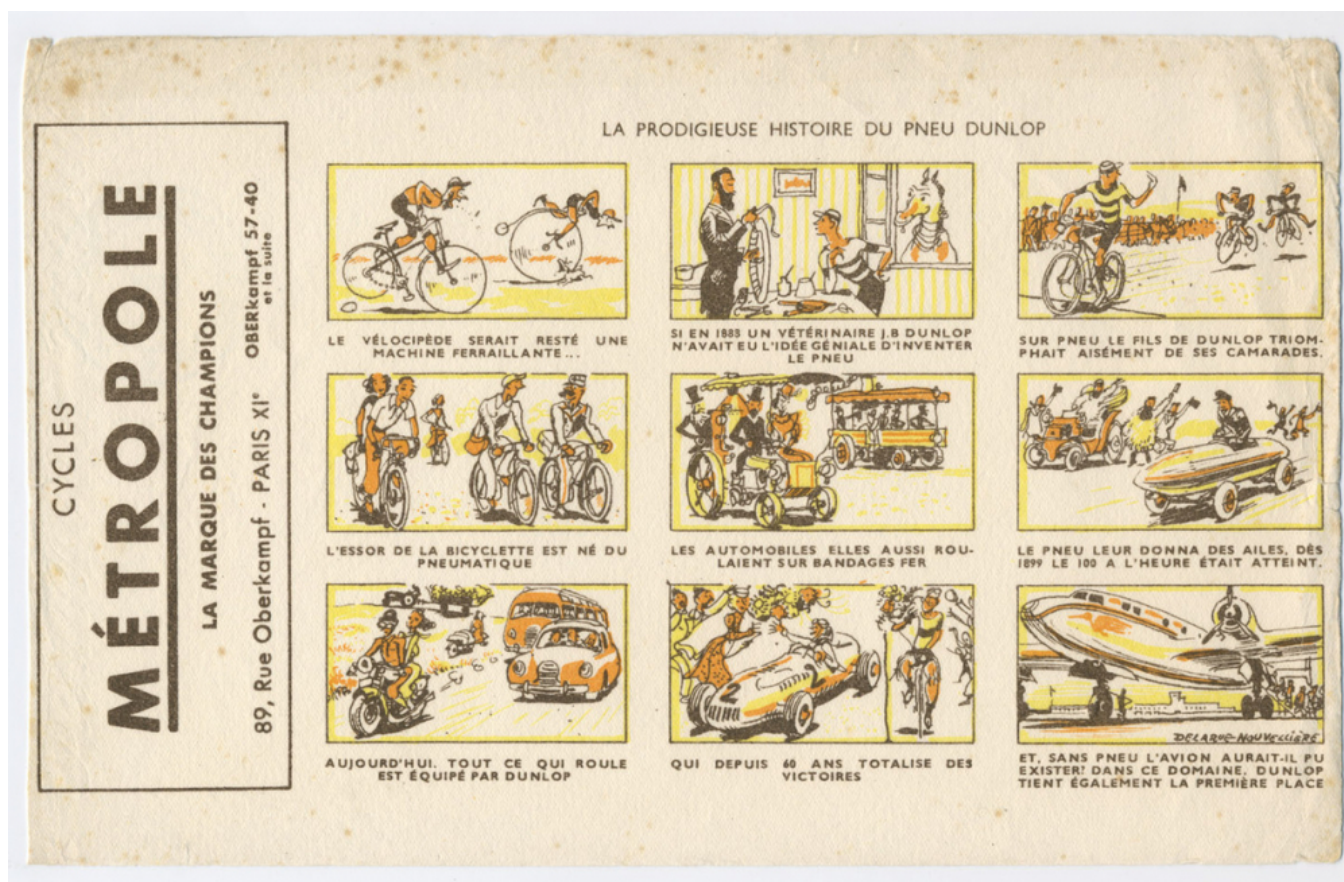 CYCLES
MÉTROPOLE
LA MARQUE DES CHAMPIONS
89, Rue Oberkampf - PARIS XIe OBERkampf 57-40
et la suite
LA PRODIGIEUSE HISTOIRE DU PNEU DUNLOP
LE VÉLOCIPÈDE SERAIT RESTÉ UNE
MACHINE FERRAILLANTE...
SI EN 1883 UN VÉTÉRINAIRE J.B DUNLOP
N'AVAIT EU L'IDÉE GÉNIALE D'INVENTER
LE PNEU
SUR PNEU LE FILS DE DUNLOP TRIOM-
PHAIT AISÉMENT DE SES CAMARADES.
L'ESSOR DE LA BICYCLETTE EST NÉ DU
PNEUMATIQUE
LES AUTOMOBILES ELLES AUSSI ROU-
LAIENT SUR BANDAGES FER
LE PNEU LEUR DONNA DES AILES, DÈS
1899 LE 100 A L'HEURE ÉTAIT ATTEINT.
AUJOURD'HUI. TOUT CE QUI ROULE
EST ÉQUIPÉ PAR DUNLOP
2
QUI DEPUIS 60 ANS TOTALISE DES
VICTOIRES
DELARUE-NOUVELLIÈRE
ET, SANS PNEU L'AVION AURAIT-IL PU
EXISTER? DANS CE DOMAINE. DUNLOP
TIENT ÉGALEMENT LA PREMIÈRE PLACE